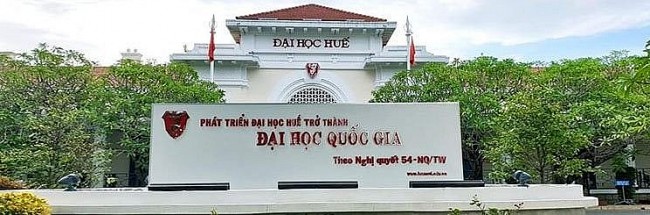 ĐẠI HỌC HUẾ
PHÁT TRIỂN ĐẠI HỌC HUẾ TRỞ THÀNH
ĐẠI HỌC QUỐC GIA
Theo Nghị quyết 54-NQ/TW